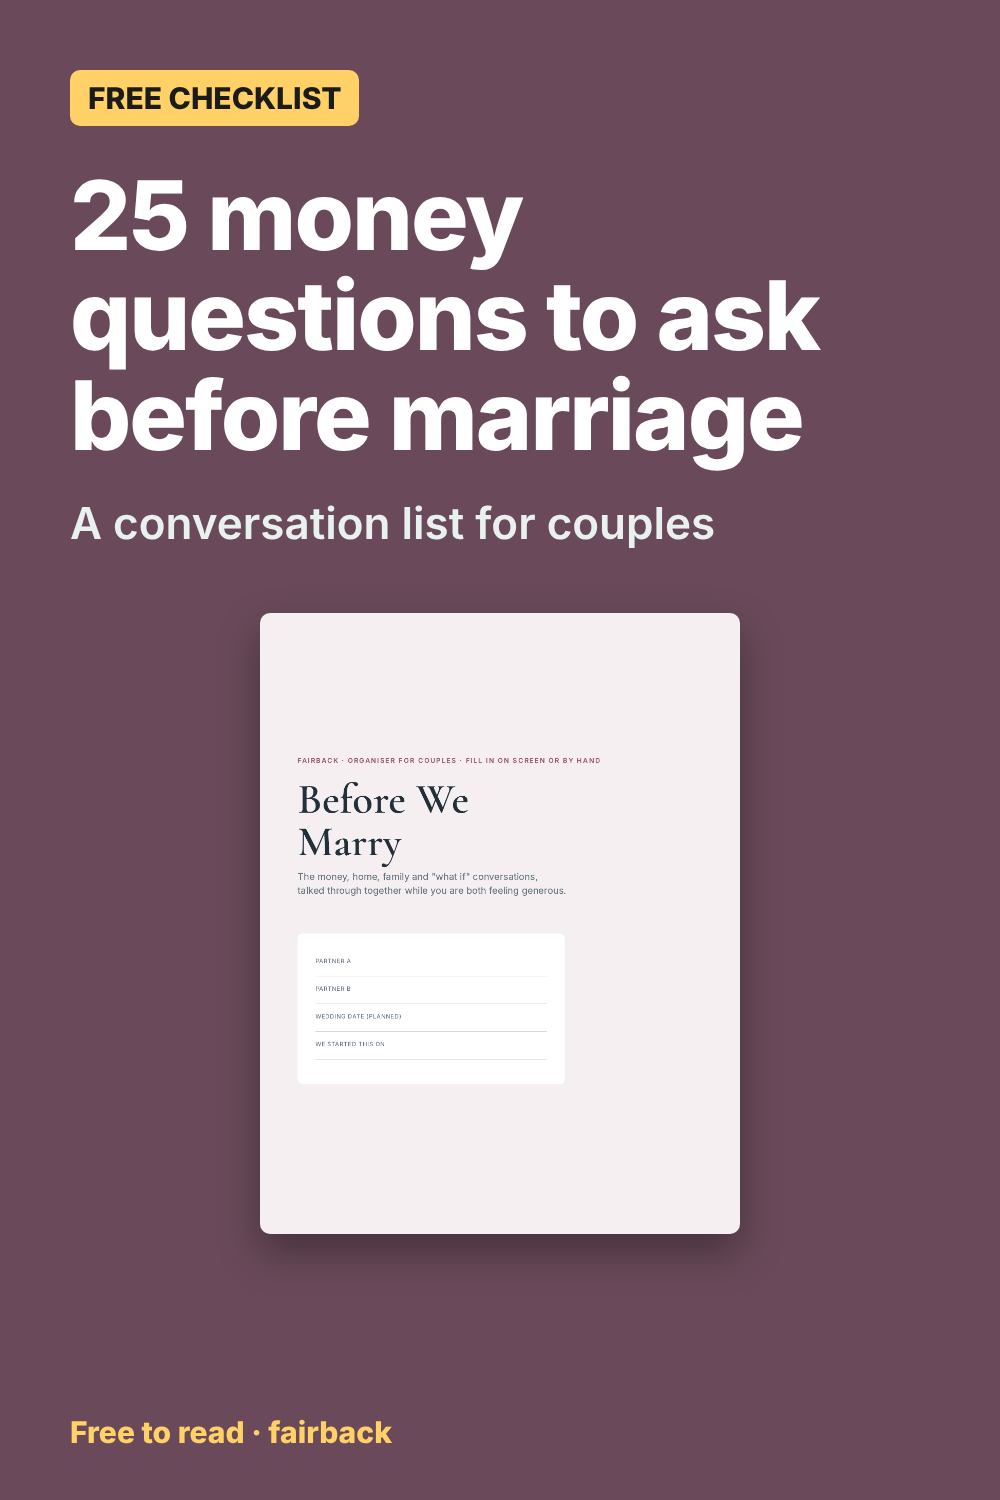 FREE CHECKLIST
25 money
questions to ask
before marriage
A conversation list for couples
FAIRBACK · ORGANISER FOR COUPLES · FILL IN ON SCREEN OR BY HAND
Before We
Marry
The money, home, family and "what if" conversations,
talked through together while you are both feeling generous.
PARTNER A
PARTNER B
WEDDING DATE (PLANNED)
WE STARTED THIS ON
Free to read · fairback